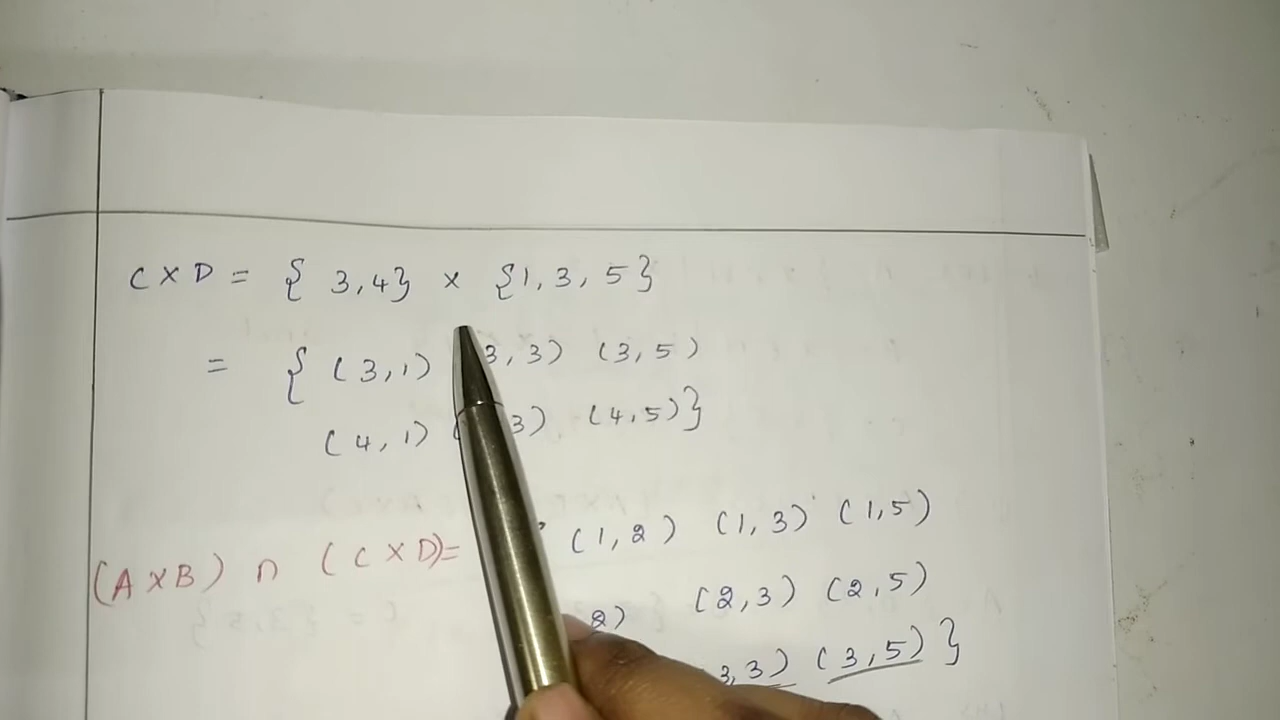 C X D = { 3,4} x {1, 3, 5}
= { (3,1) 3,3) (3,5)
(4,1) ( 3) (4,5)}
(A X B) ∩ (C X D)= (1,2) (1,3) (1,5)
2) (2,3) (2,5)
3,3) (3,5) }